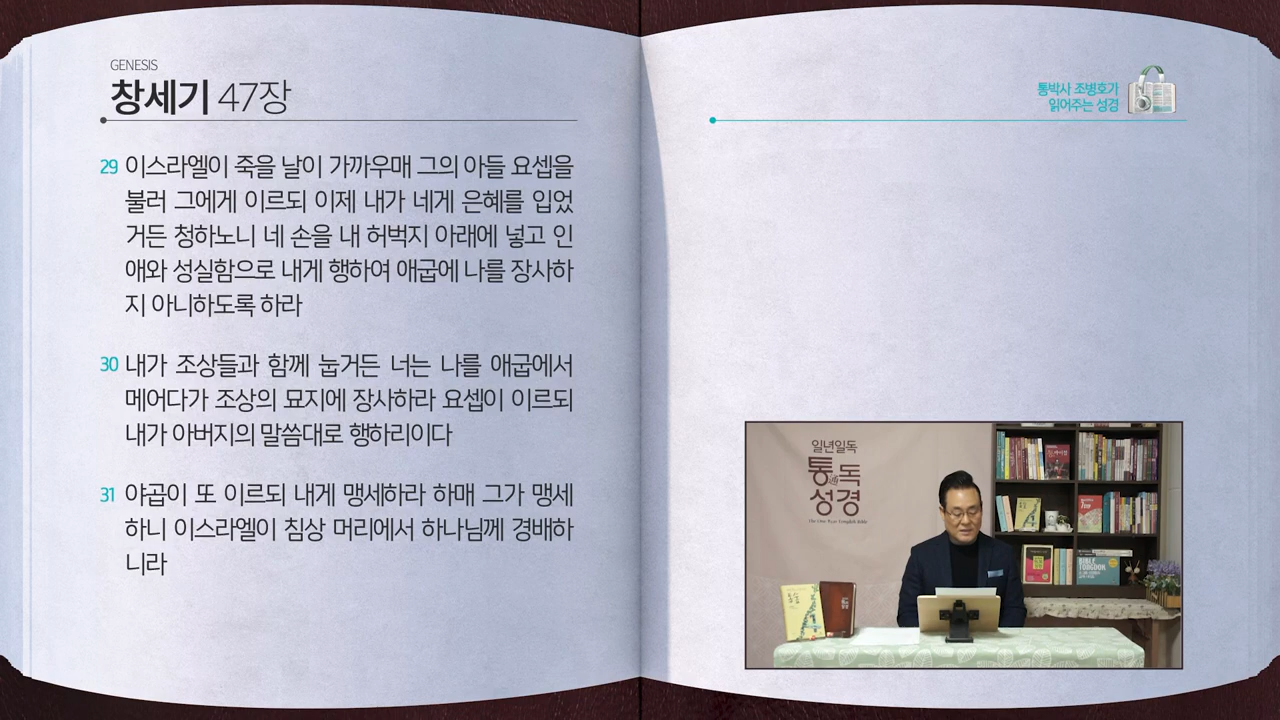 GENESIS
창세기 47장
통박사 조병호가
읽어주는 성경
29 이스라엘이 죽을 날이 가까우매 그의 아들 요셉을
불러 그에게 이르되 이제 내가 네게 은혜를 입었
거든 청하노니 네 손을 내 허벅지 아래에 넣고 인
애와 성실함으로 내게 행하여 애굽에 나를 장사하
지 아니하도록 하라
30 내가 조상들과 함께 눕거든 너는 나를 애굽에서
메어다가 조상의 묘지에 장사하라 요셉이 이르되
내가 아버지의 말씀대로 행하리이다
31 야곱이 또 이르되 내게 맹세하라 하매 그가 맹세
하니 이스라엘이 침상 머리에서 하나님께 경배하
니라
일년일독
통독
성경
The One Year Tongdok Bible
BIBLE
TONGDOK